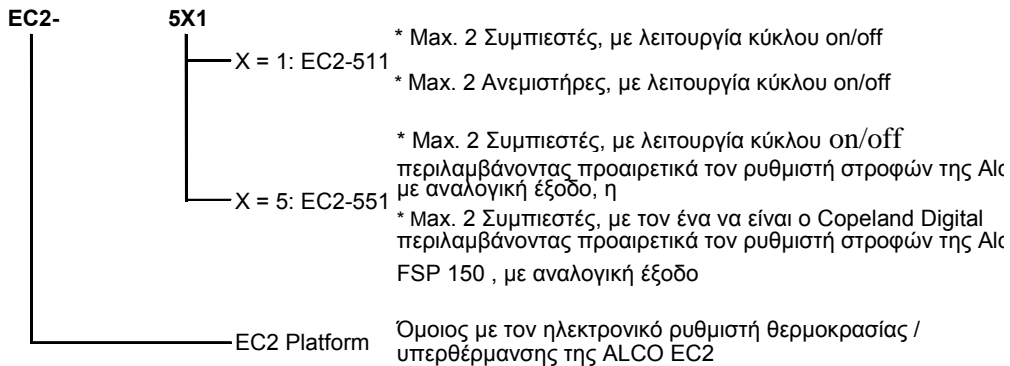 EC2- 5X1
* Max. 2 Συμπιεστές, με λειτουργία κύκλου on/off
X = 1: EC2-511
* Max. 2 Ανεμιστήρες, με λειτουργία κύκλου on/off
* Max. 2 Συμπιεστές, με λειτουργία κύκλου on/off
περιλαμβάνοντας προαιρετικά τον ρυθμιστή στροφών της
με αναλογική έξοδο, η
X = 5: EC2-551
* Max. 2 Συμπιεστές, με τον ένα να είναι ο Copeland Digital
περιλαμβάνοντας προαιρετικά τον ρυθμιστή στροφών της
FSP 150 , με αναλογική έξοδο
EC2 Platform
Όμοιος με τον ηλεκτρονικό ρυθμιστή θερμοκρασίας /
υπερθέρμανσης της ALCO EC2